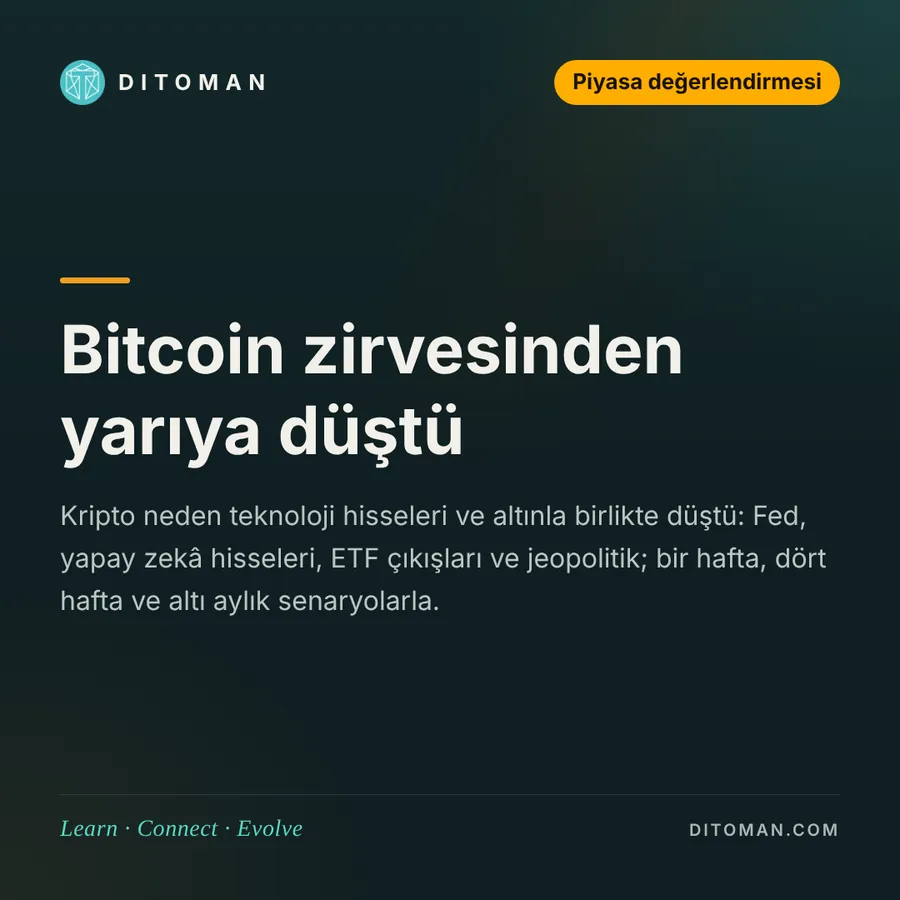 DITOMAN
Piyasa değerlendirmesi
Bitcoin zirvesinden
yarıya düştü
Kripto neden teknoloji hisseleri ve altınla birlikte düştü: Fed,
yapay zekâ hisseleri, ETF çıkışları ve jeopolitik; bir hafta, dört
hafta ve altı aylık senaryolarla.
Learn · Connect · Evolve
DITOMAN.COM